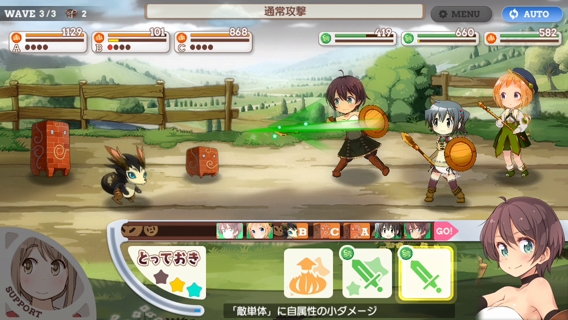 WAVE 3/3 2
通常攻撃
MENU
AUTO
1129
A
101
B
868
C
419
660
582
B C A GO!
とっておき
SUPPORT
「敵単体」に自属性の小ダメージ